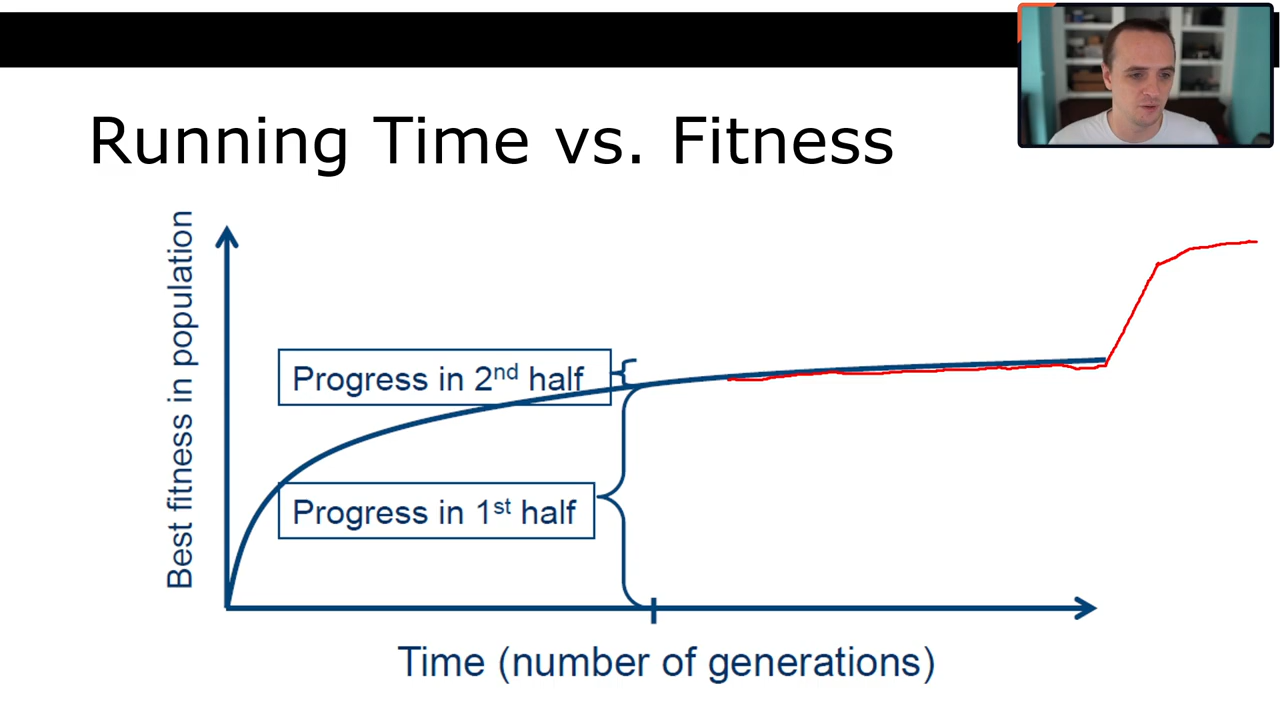 Running Time vs. Fitness
Best fitness in population
Progress in 2nd half
Progress in 1st half
Time (number of generations)